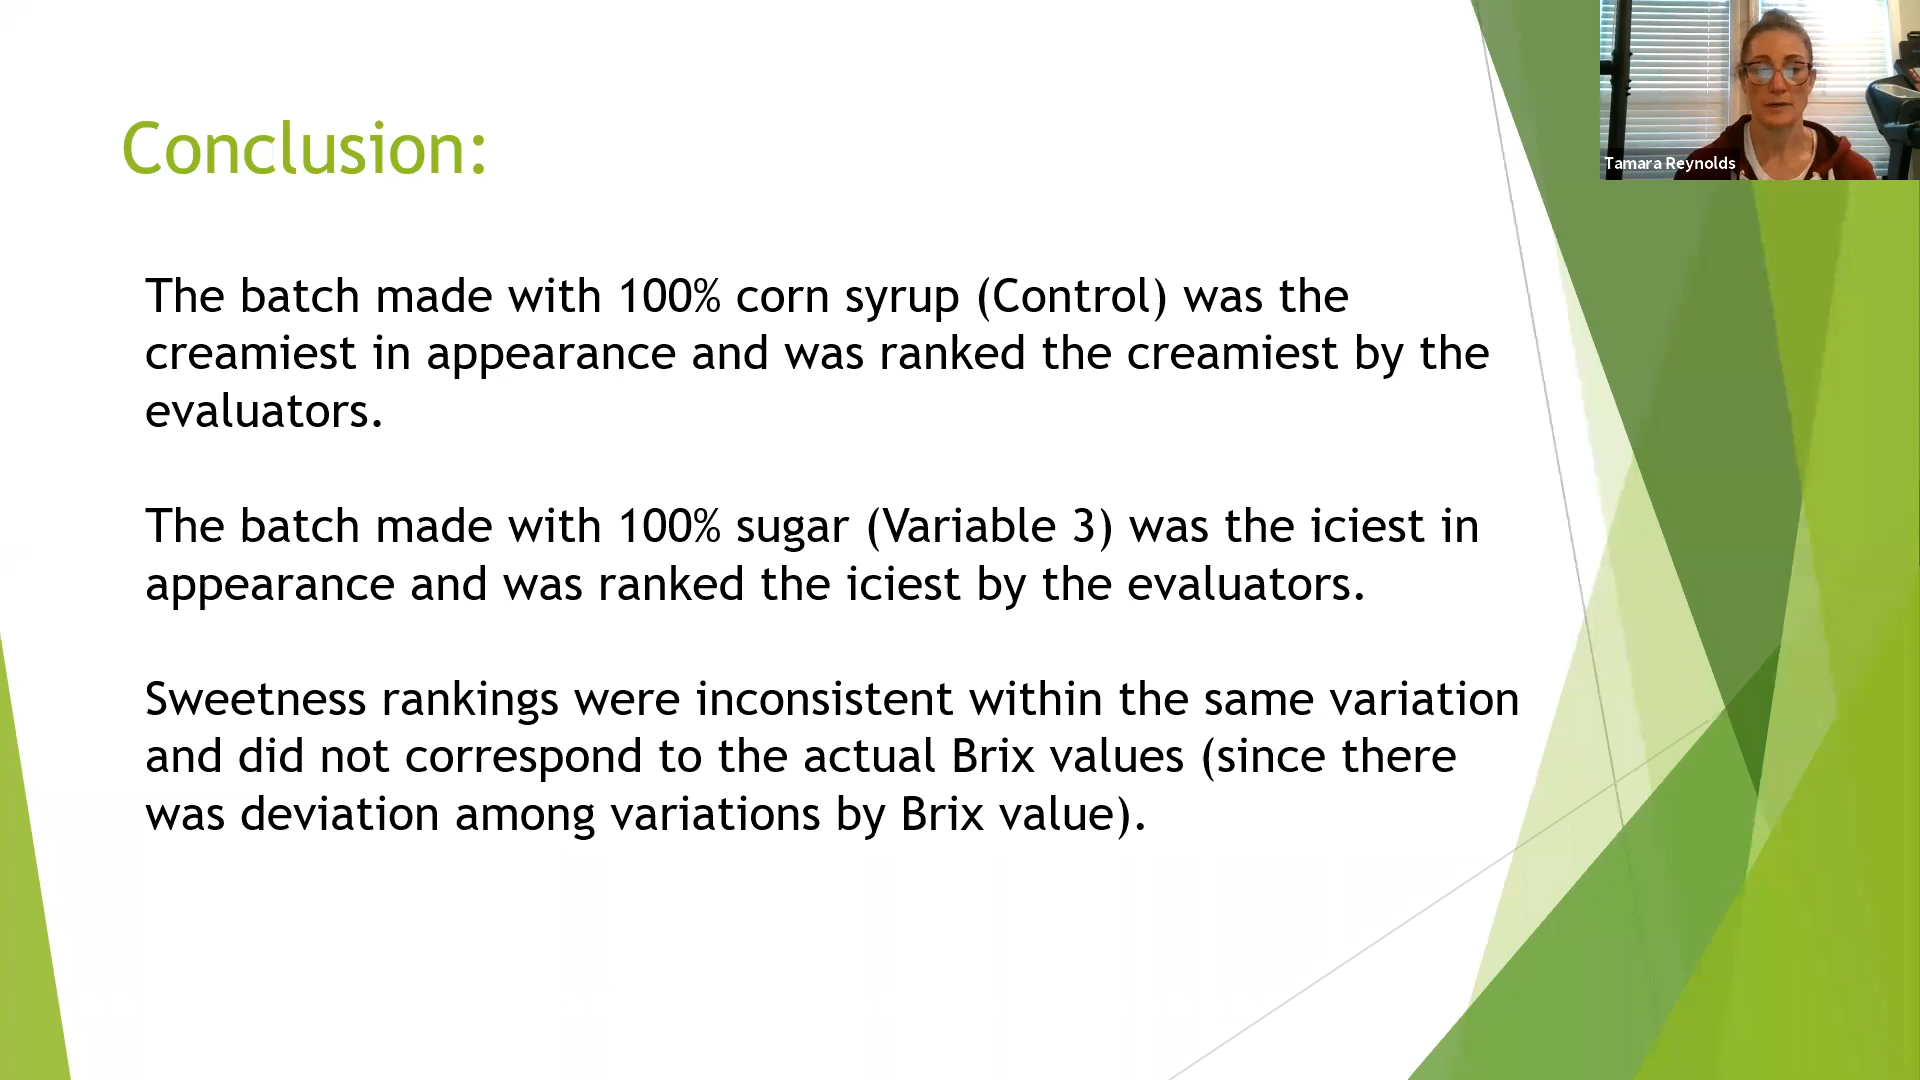 Conclusion:
The batch made with 100% corn syrup (Control) was the
creamiest in appearance and was ranked the creamiest by the
evaluators.
The batch made with 100% sugar (Variable 3) was the iciest in
appearance and was ranked the iciest by the evaluators.
Sweetness rankings were inconsistent within the same variation
and did not correspond to the actual Brix values (since there
was deviation among variations by Brix value).
Tamara Reynolds